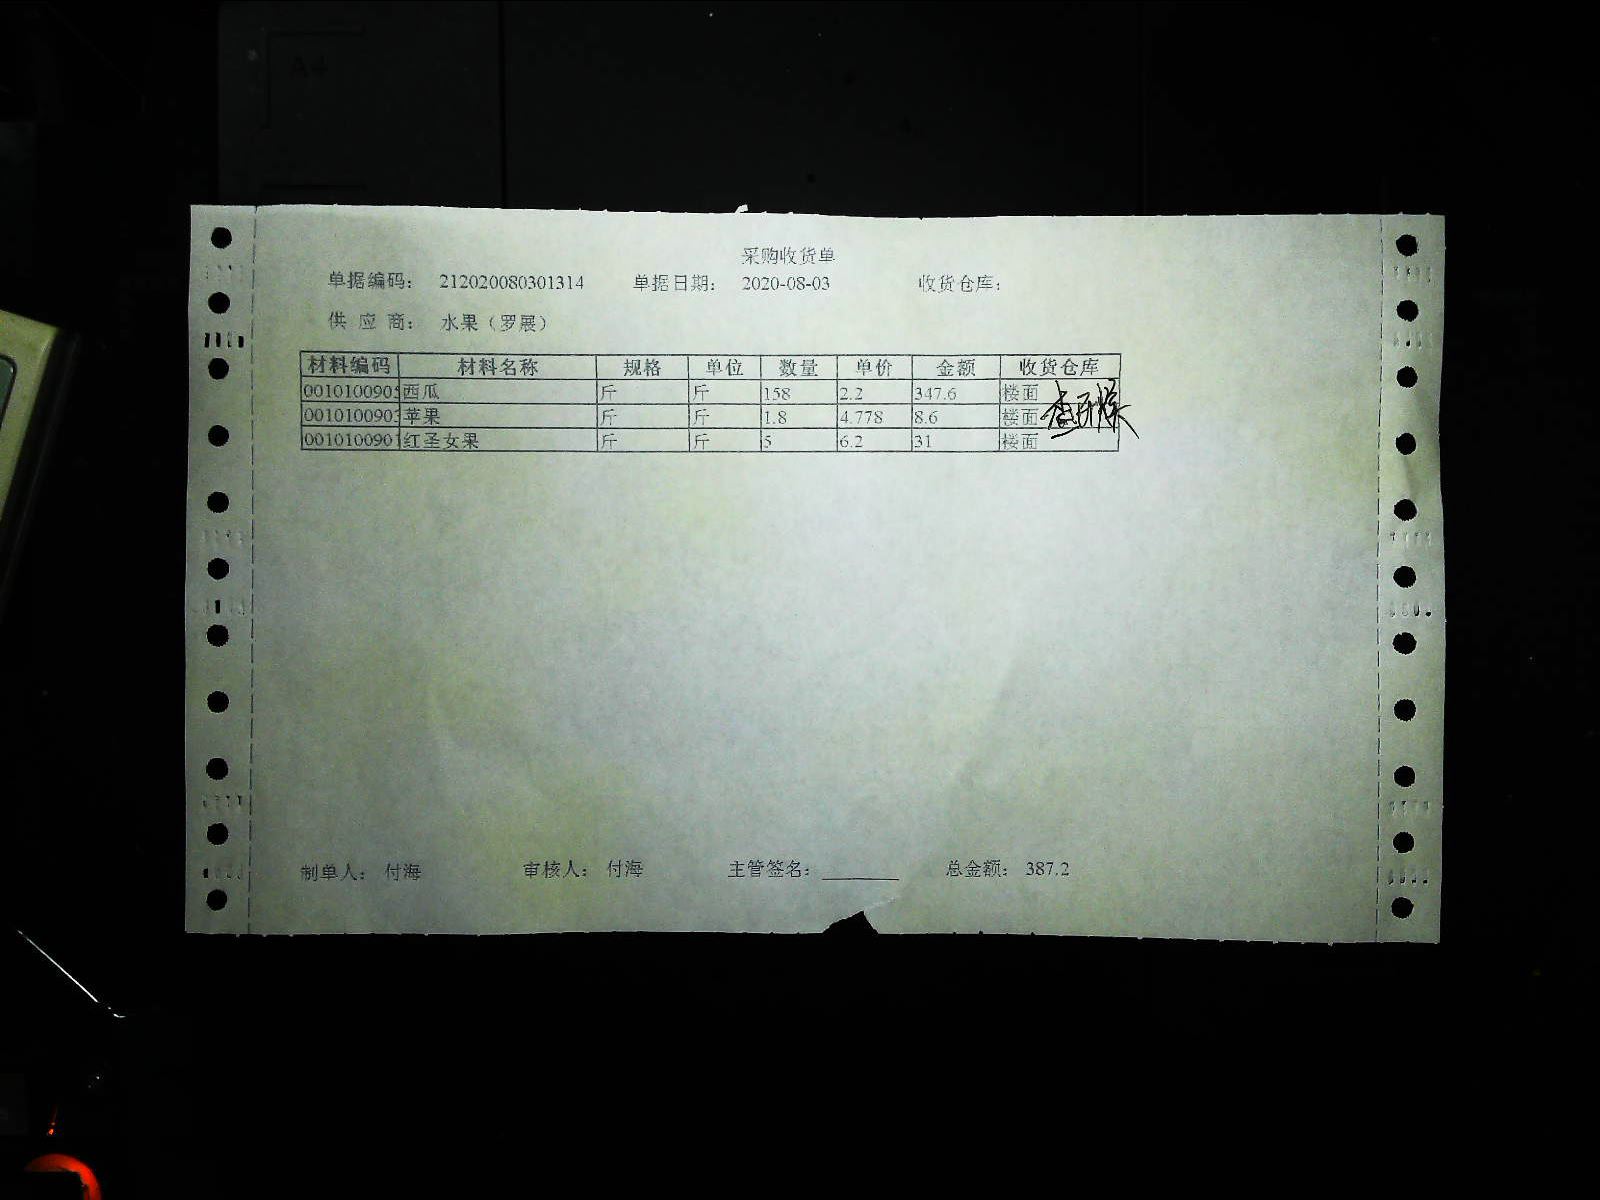 A4
采购收货单
单据编码： 212020080301314 单据日期： 2020-08-03 收货仓库：
供 应 商： 水果（罗展）
材料编码 材料名称 规格 单位 数量 单价 金额 收货仓库
0010100905 西瓜 斤 斤 158 2.2 347.6 楼面
0010100903 苹果 斤 斤 1.8 4.778 8.6 楼面
0010100901 红圣女果 斤 斤 5 6.2 31 楼面
制单人： 付海 审核人： 付海 主管签名： 总金额： 387.2